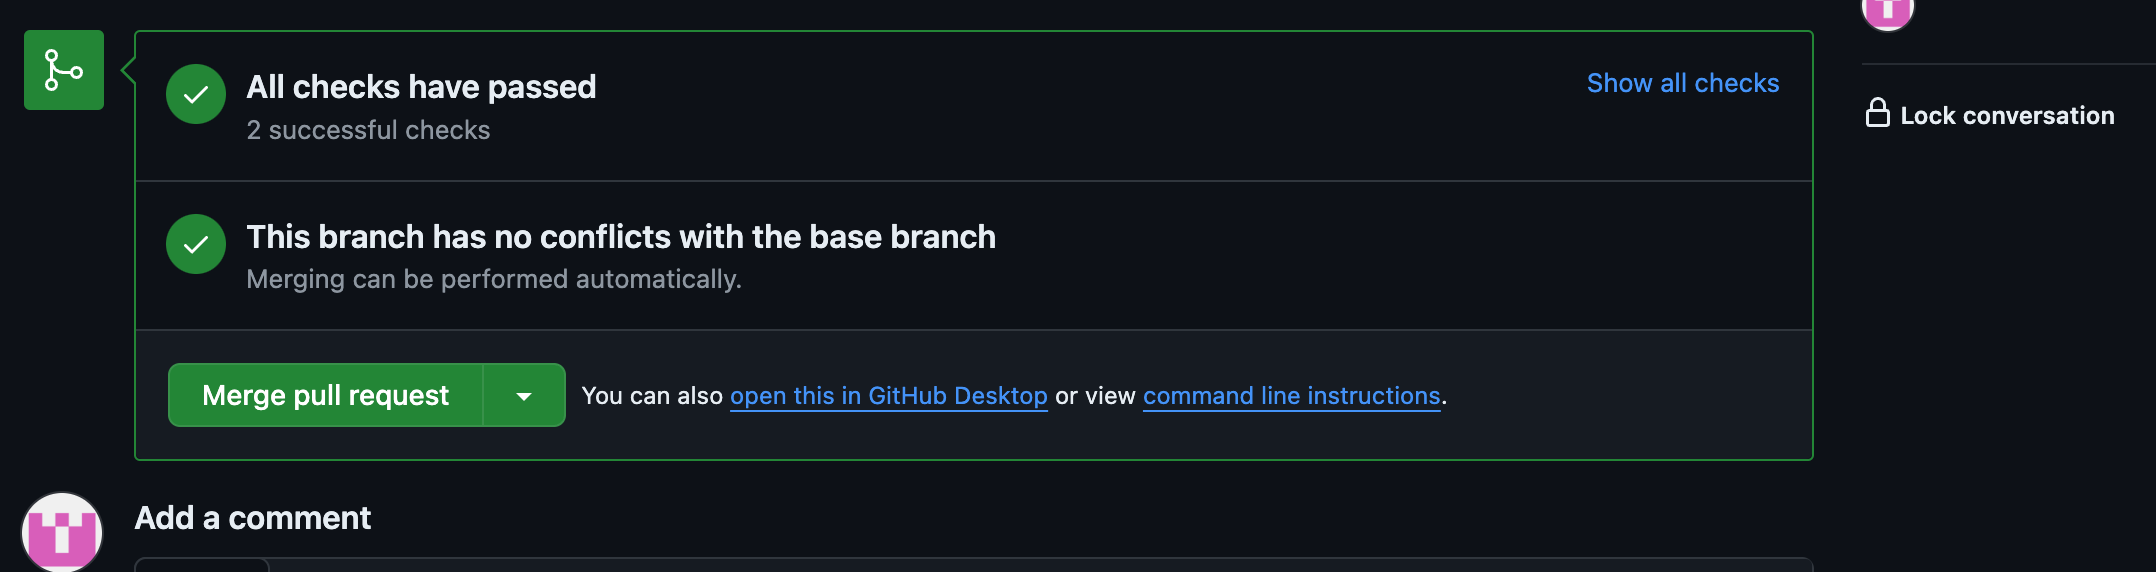 All checks have passed
Show all checks
2 successful checks
Lock conversation
This branch has no conflicts with the base branch
Merging can be performed automatically.
Merge pull request
You can also open this in GitHub Desktop or view command line instructions.
Add a comment